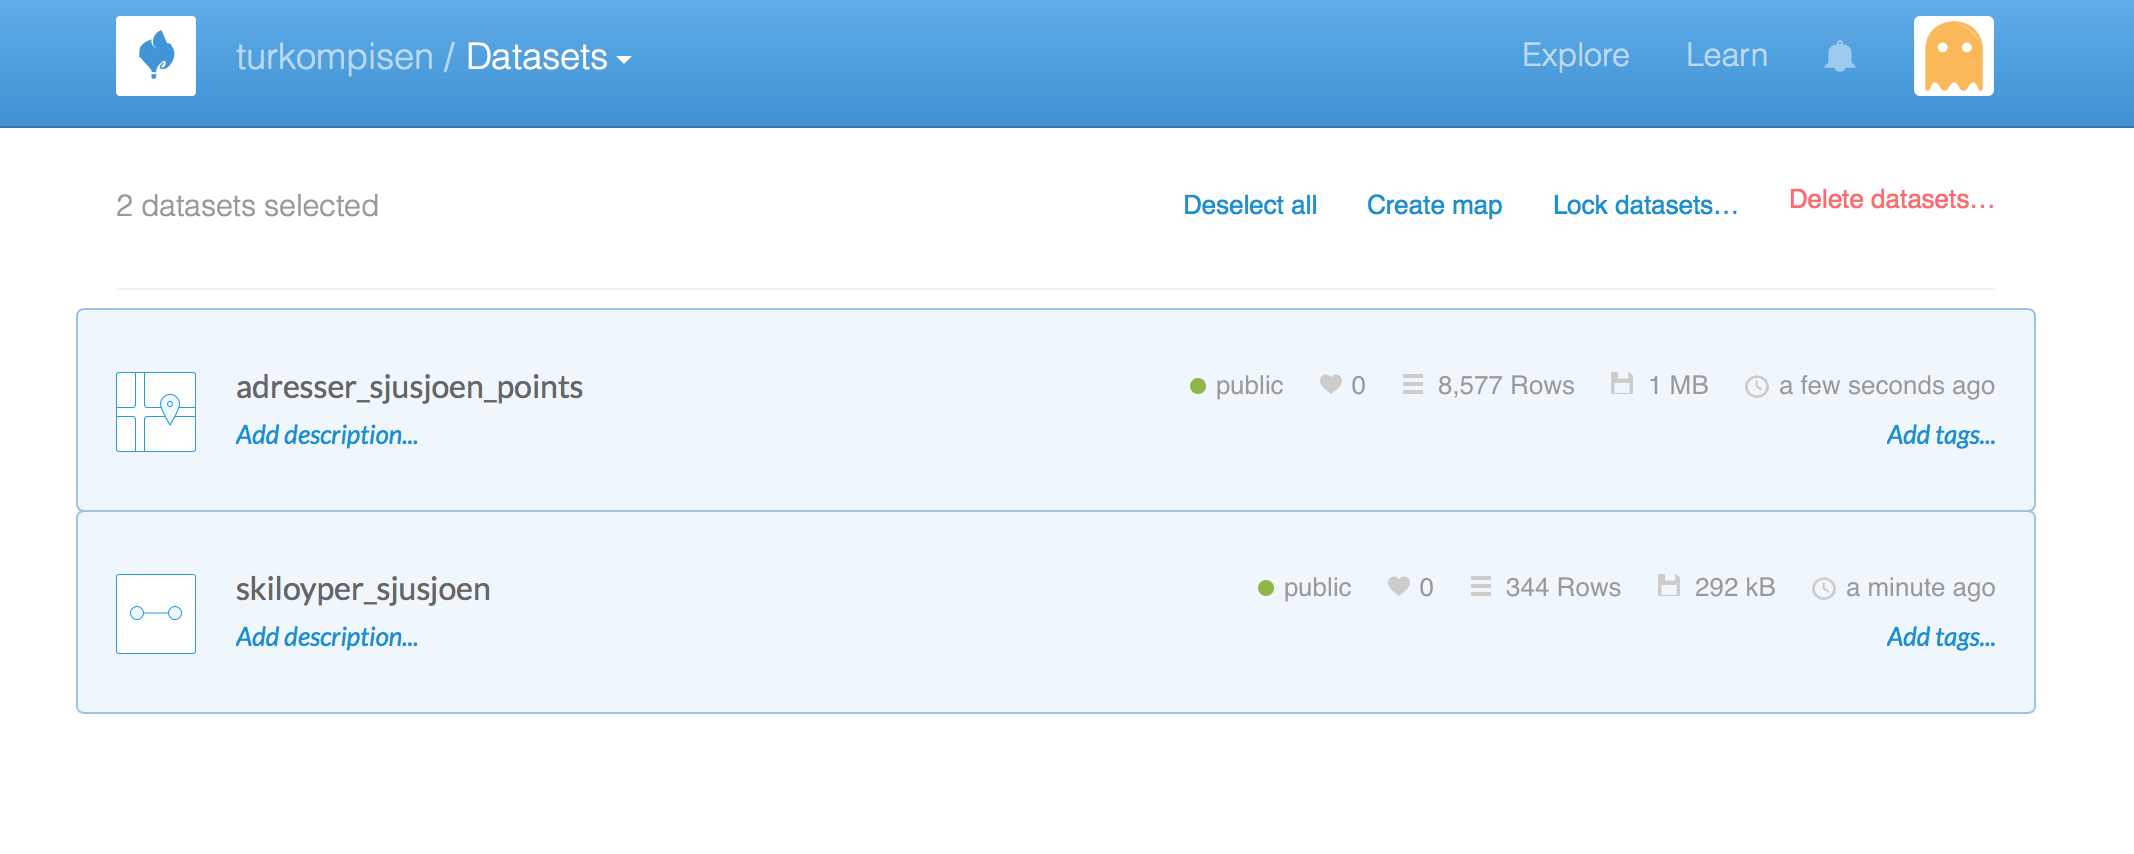 turkompisen / Datasets
Explore
Learn
2 datasets selected
Deselect all
Create map
Lock datasets...
Delete datasets...
adresser_sjusjoen_points
public
0
8,577 Rows
1 MB
a few seconds ago
Add description...
Add tags...
skiloyper_sjusjoen
public
0
344 Rows
292 kB
a minute ago
Add description...
Add tags...